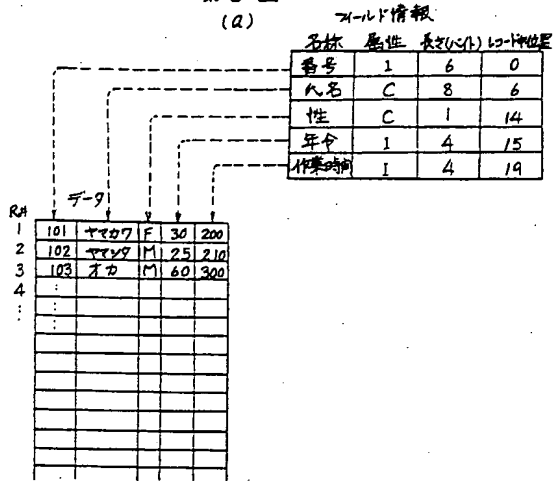 (a)
フィールド情報
名称 属性 長さ(バイト) レコード中位置
番号 I 6 0
氏名 C 8 6
性 C 1 14
年令 I 4 15
作業時間 I 4 19
データ
R#
1 101 ヤマカワ F 30 200
2 102 ヤマシタ M 25 210
3 103 オカ M 60 300
4